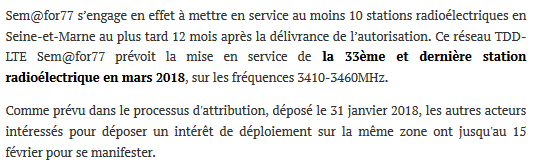 Sem@for77 s’engage en effet à mettre en service au moins 10 stations radioélectriques en
Seine-et-Marne au plus tard 12 mois après la délivrance de l’autorisation. Ce réseau TDD-
LTE Sem@for77 prévoit la mise en service de la 33ème et dernière station
radioélectrique en mars 2018, sur les fréquences 3410-3460MHz.
Comme prévu dans le processus d'attribution, déposé le 31 janvier 2018, les autres acteurs
intéressés pour déposer un intérêt de déploiement sur la même zone ont jusqu'au 15
février pour se manifester.